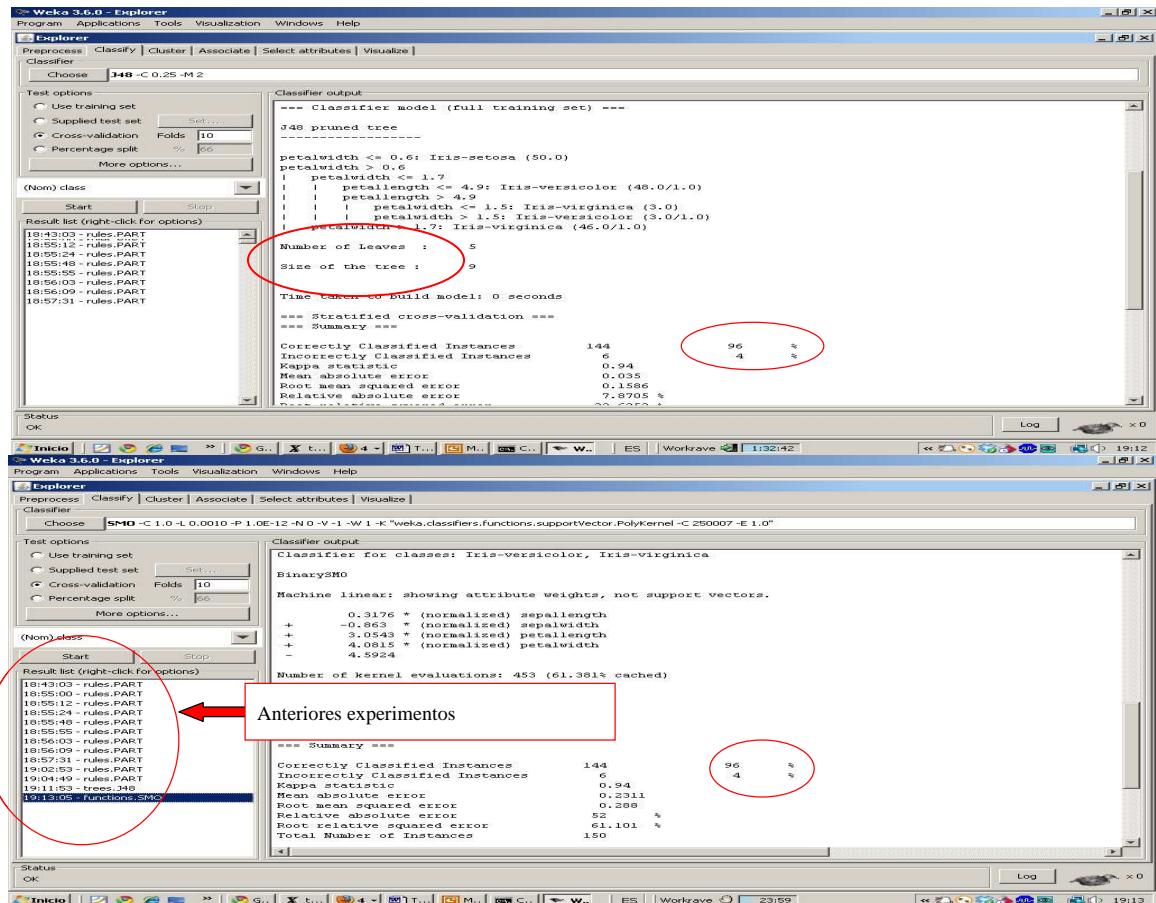 Weka 3.6.0 - Explorer
Program Applications Tools Visualization Windows Help
Explorer
Preprocess Classify Cluster Associate Select attributes Visualize
Classifier
Choose J48 -C 0.25 -M 2
Test options
Use training set
Supplied test set Set...
Cross-validation Folds 10
Percentage split % 66
More options...
(Nom) class
Start Stop
Result list (right-click for options)
18:43:03 - rules.PART
18:55:12 - rules.PART
18:55:24 - rules.PART
18:55:48 - rules.PART
18:55:55 - rules.PART
18:56:03 - rules.PART
18:56:09 - rules.PART
18:57:31 - rules.PART
Classifier output
=== Classifier model (full training set) ===
J48 pruned tree
------------------
petalwidth <= 0.6: Iris-setosa (50.0)
petalwidth > 0.6
| petalwidth <= 1.7
| | petallength <= 4.9: Iris-versicolor (48.0/1.0)
| | petallength > 4.9
| | | petalwidth <= 1.5: Iris-virginica (3.0)
| | | petalwidth > 1.5: Iris-versicolor (3.0/1.0)
| petalwidth > 1.7: Iris-virginica (46.0/1.0)
Number of Leaves : 5
Size of the tree : 9
Time taken to build model: 0 seconds
=== Stratified cross-validation ===
=== Summary ===
Correctly Classified Instances 144 96 %
Incorrectly Classified Instances 6 4 %
Kappa statistic 0.94
Mean absolute error 0.035
Root mean squared error 0.1586
Relative absolute error 7.8705 %
Status
OK
Log x 0
Inicio G.. t... 4 T... M.. C.. W.. ES Workrave 1:32:42 19:12
Weka 3.6.0 - Explorer
Program Applications Tools Visualization Windows Help
Explorer
Preprocess Classify Cluster Associate Select attributes Visualize
Classifier
Choose SMO -C 1.0 -L 0.0010 -P 1.0E-12 -N 0 -V -1 -W 1 -K "weka.classifiers.functions.supportVector.PolyKernel -C 250007 -E 1.0"
Test options
Use training set
Supplied test set Set...
Cross-validation Folds 10
Percentage split % 66
More options...
(Nom) class
Start Stop
Result list (right-click for options)
18:43:03 - rules.PART
18:55:00 - rules.PART
18:55:12 - rules.PART
18:55:24 - rules.PART
18:55:48 - rules.PART
18:55:55 - rules.PART
18:56:03 - rules.PART
18:56:09 - rules.PART
18:57:31 - rules.PART
19:02:53 - rules.PART
19:04:49 - rules.PART
19:11:53 - trees.J48
19:13:05 - functions.SMO
Anteriores experimentos
Classifier output
Classifier for classes: Iris-versicolor, Iris-virginica
BinarySMO
Machine linear: showing attribute weights, not support vectors.
0.3176 * (normalized) sepallength
+ -0.863 * (normalized) sepalwidth
+ 3.0543 * (normalized) petallength
+ 4.0815 * (normalized) petalwidth
- 4.5924
Number of kernel evaluations: 453 (61.381% cached)
=== Summary ===
Correctly Classified Instances 144 96 %
Incorrectly Classified Instances 6 4 %
Kappa statistic 0.94
Mean absolute error 0.2311
Root mean squared error 0.288
Relative absolute error 52 %
Root relative squared error 61.101 %
Total Number of Instances 150
Status
OK
Log x 0
Inicio G.. t... 4 T... M.. C.. W.. ES Workrave 23:59 19:13